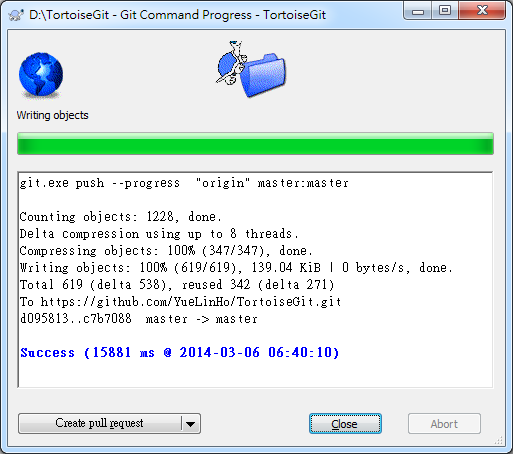 D:\TortoiseGit - Git Command Progress - TortoiseGit
Writing objects
git.exe push --progress  "origin" master:master
Counting objects: 1228, done.
Delta compression using up to 8 threads.
Compressing objects: 100% (347/347), done.
Writing objects: 100% (619/619), 139.04 KiB | 0 bytes/s, done.
Total 619 (delta 538), reused 342 (delta 271)
To https://github.com/YueLinHo/TortoiseGit.git
d095813..c7b7088  master -> master
Success (15881 ms @ 2014-03-06 06:40:10)
Create pull request
Close
Abort